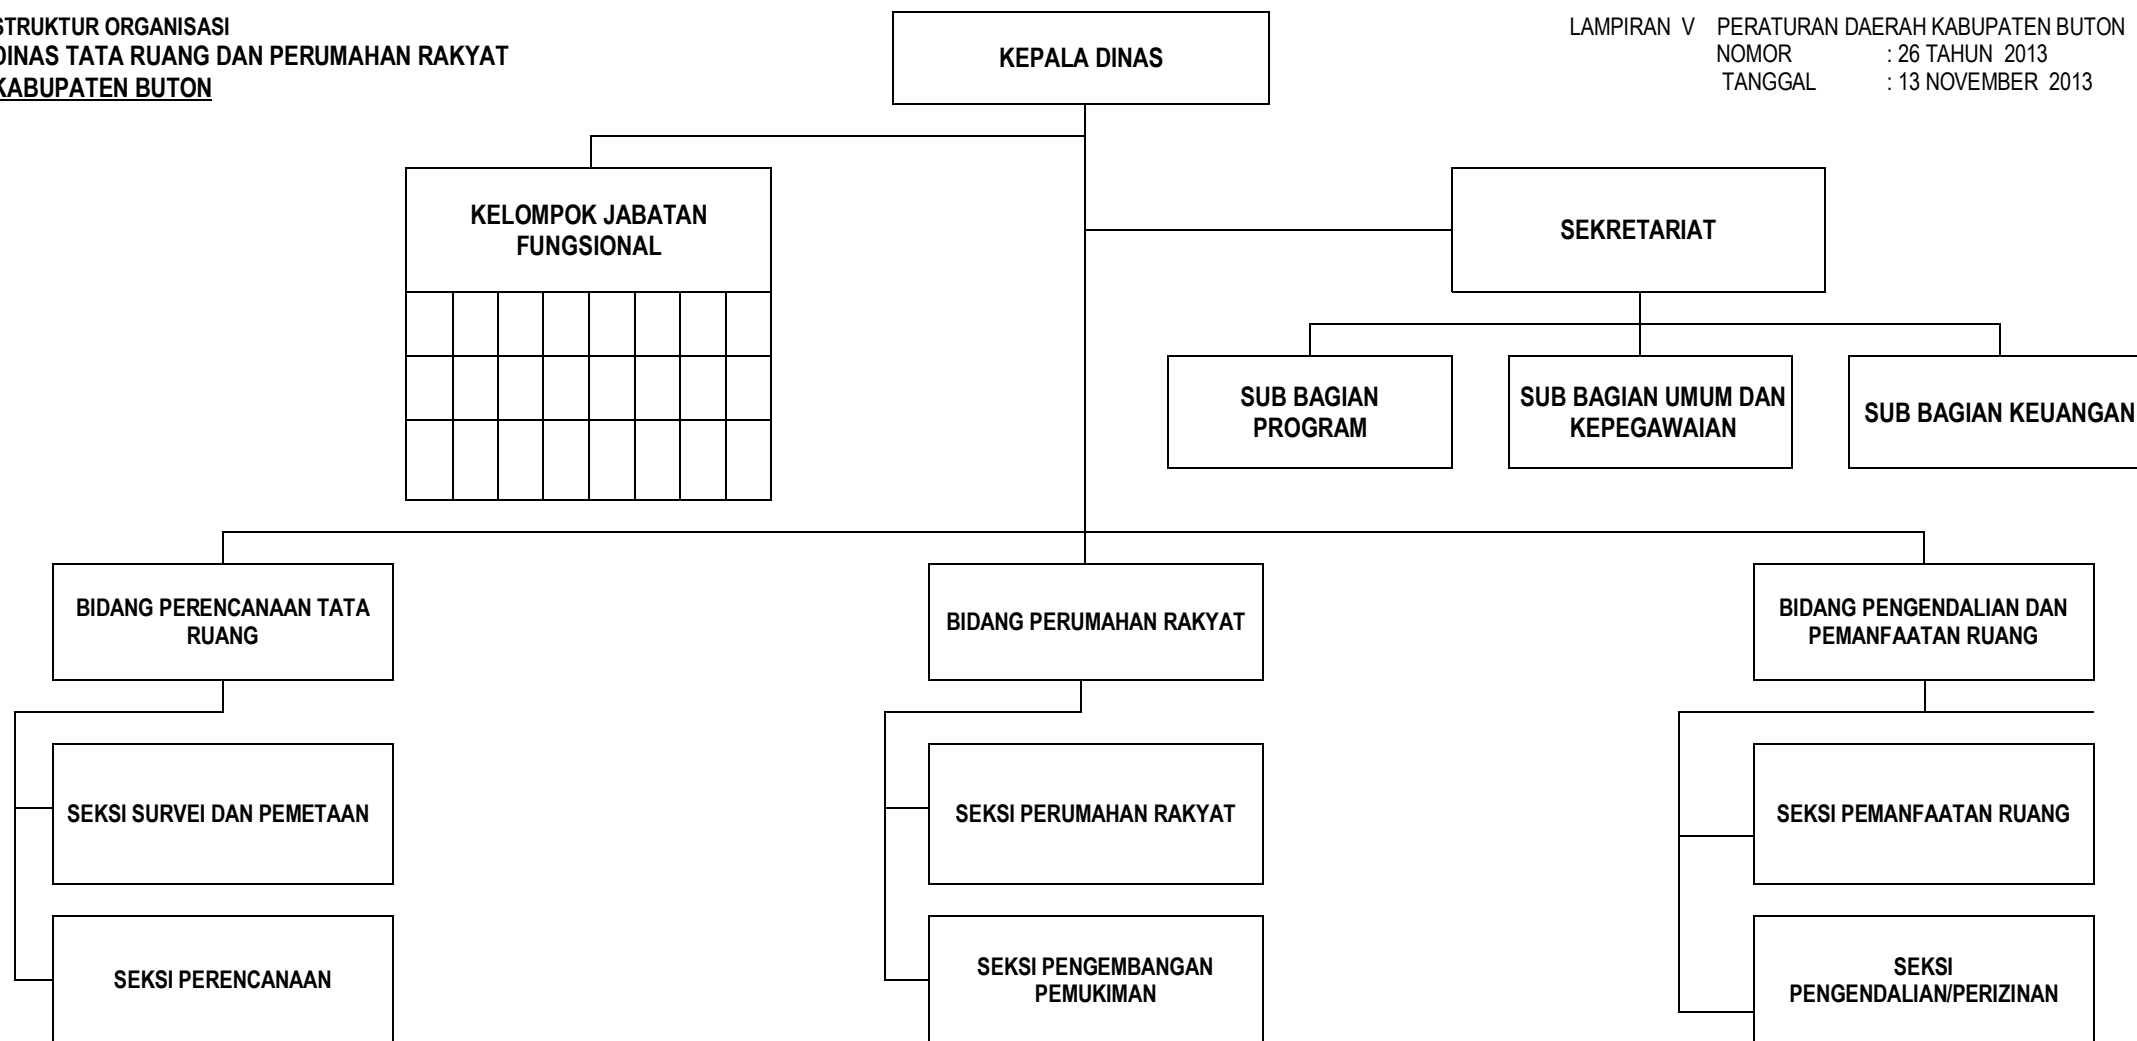 STRUKTUR ORGANISASI
DINAS TATA RUANG DAN PERUMAHAN RAKYAT
KABUPATEN BUTON
LAMPIRAN V PERATURAN DAERAH KABUPATEN BUTON
NOMOR : 26 TAHUN 2013
TANGGAL : 13 NOVEMBER 2013
KEPALA DINAS
KELOMPOK JABATAN
FUNGSIONAL
SEKRETARIAT
SUB BAGIAN
PROGRAM
SUB BAGIAN UMUM DAN
KEPEGAWAIAN
SUB BAGIAN KEUANGAN
BIDANG PERENCANAAN TATA
RUANG
BIDANG PERUMAHAN RAKYAT
BIDANG PENGENDALIAN DAN
PEMANFAATAN RUANG
SEKSI SURVEI DAN PEMETAAN
SEKSI PERUMAHAN RAKYAT
SEKSI PEMANFAATAN RUANG
SEKSI PERENCANAAN
SEKSI PENGEMBANGAN
PEMUKIMAN
SEKSI
PENGENDALIAN/PERIZINAN